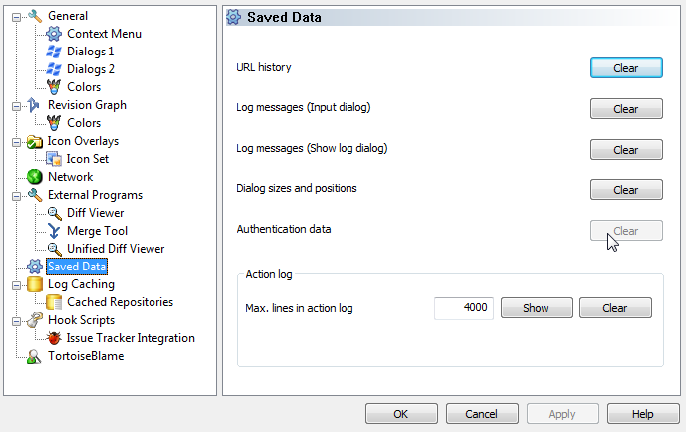 General
Context Menu
Dialogs 1
Dialogs 2
Colors
Revision Graph
Colors
Icon Overlays
Icon Set
Network
External Programs
Diff Viewer
Merge Tool
Unified Diff Viewer
Saved Data
Log Caching
Cached Repositories
Hook Scripts
Issue Tracker Integration
TortoiseBlame
Saved Data
URL history Clear
Log messages (Input dialog) Clear
Log messages (Show log dialog) Clear
Dialog sizes and positions Clear
Authentication data Clear
Action log
Max. lines in action log 4000 Show Clear
OK Cancel Apply Help